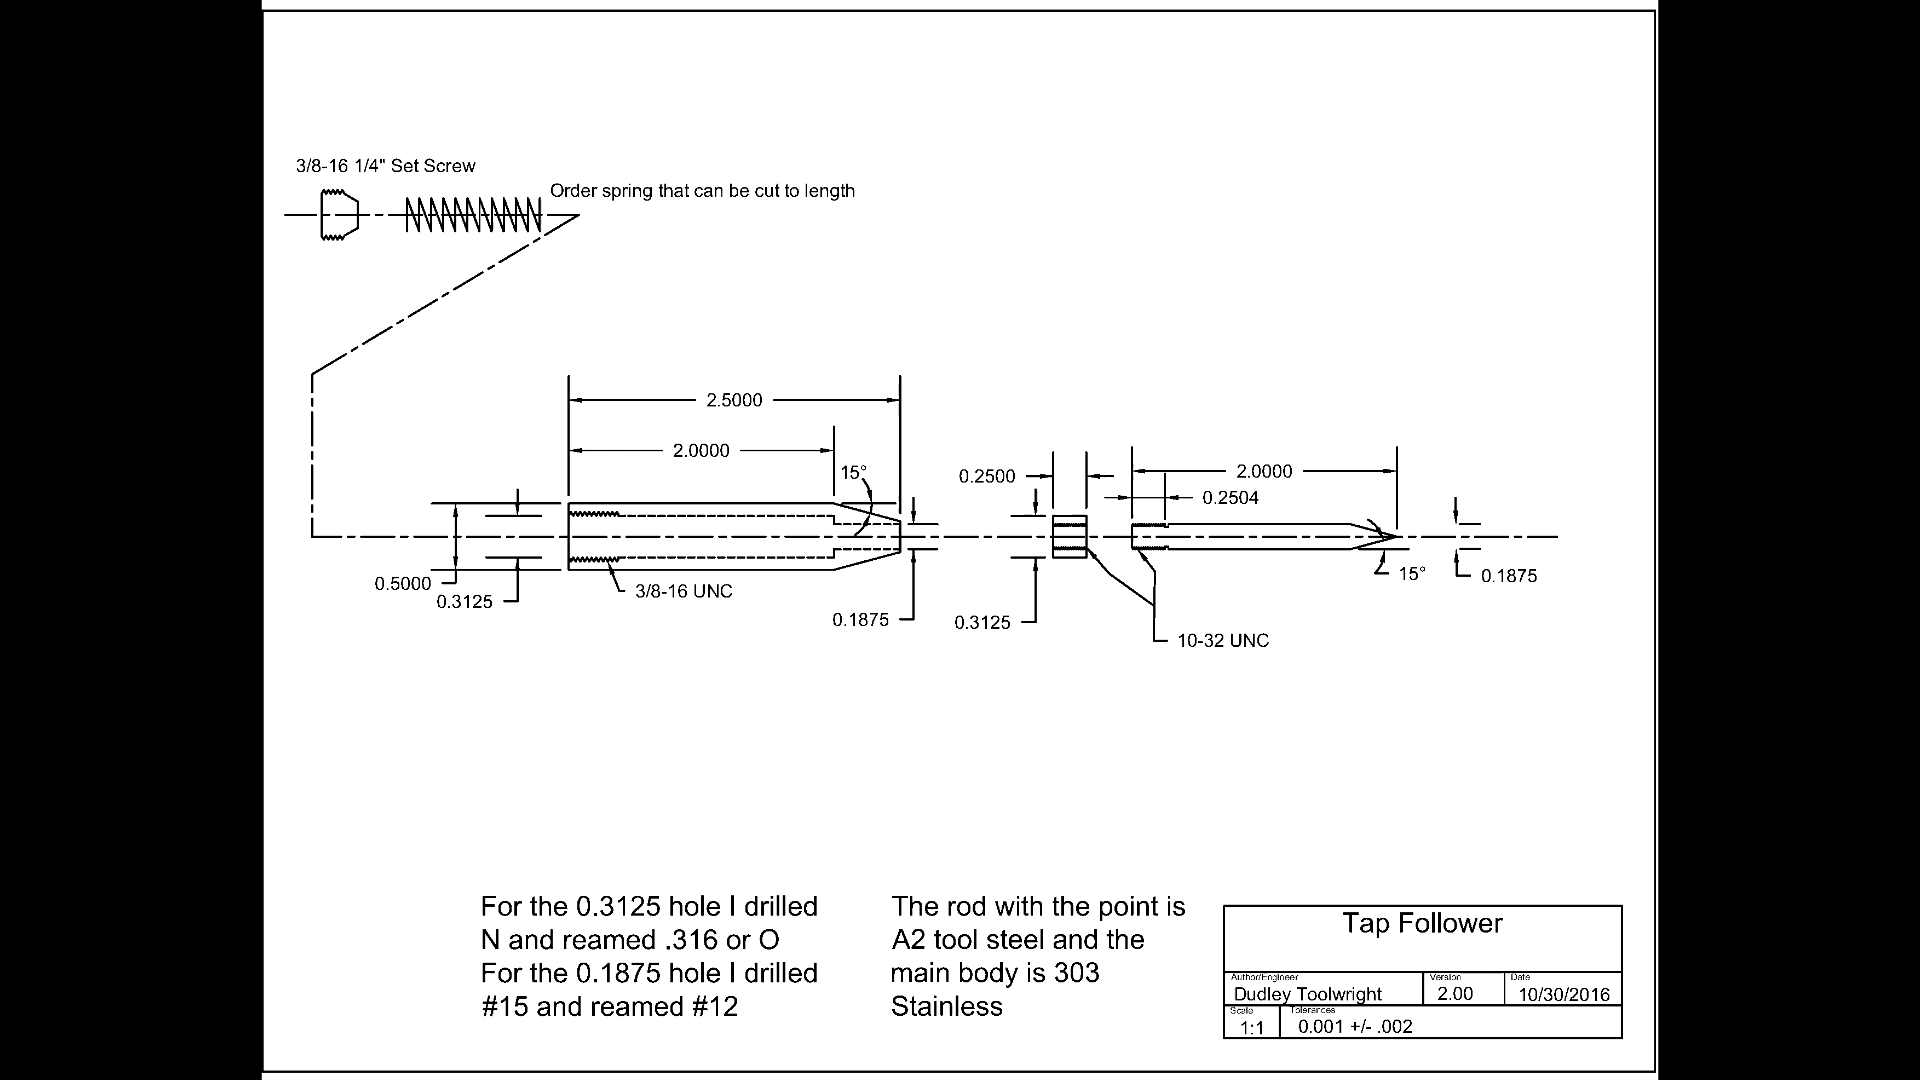 3/8-16 1/4" Set Screw
Order spring that can be cut to length
2.5000
2.0000
15°
0.5000
0.3125
3/8-16 UNC
0.1875
0.2500
0.3125
2.0000
0.2504
10-32 UNC
15°
0.1875
For the 0.3125 hole I drilled
N and reamed .316 or O
For the 0.1875 hole I drilled
#15 and reamed #12
The rod with the point is
A2 tool steel and the
main body is 303
Stainless
Tap Follower
Author/Engineer
Dudley Toolwright
Version
2.00
Date
10/30/2016
Scale
1:1
Tolerances
0.001 +/- .002